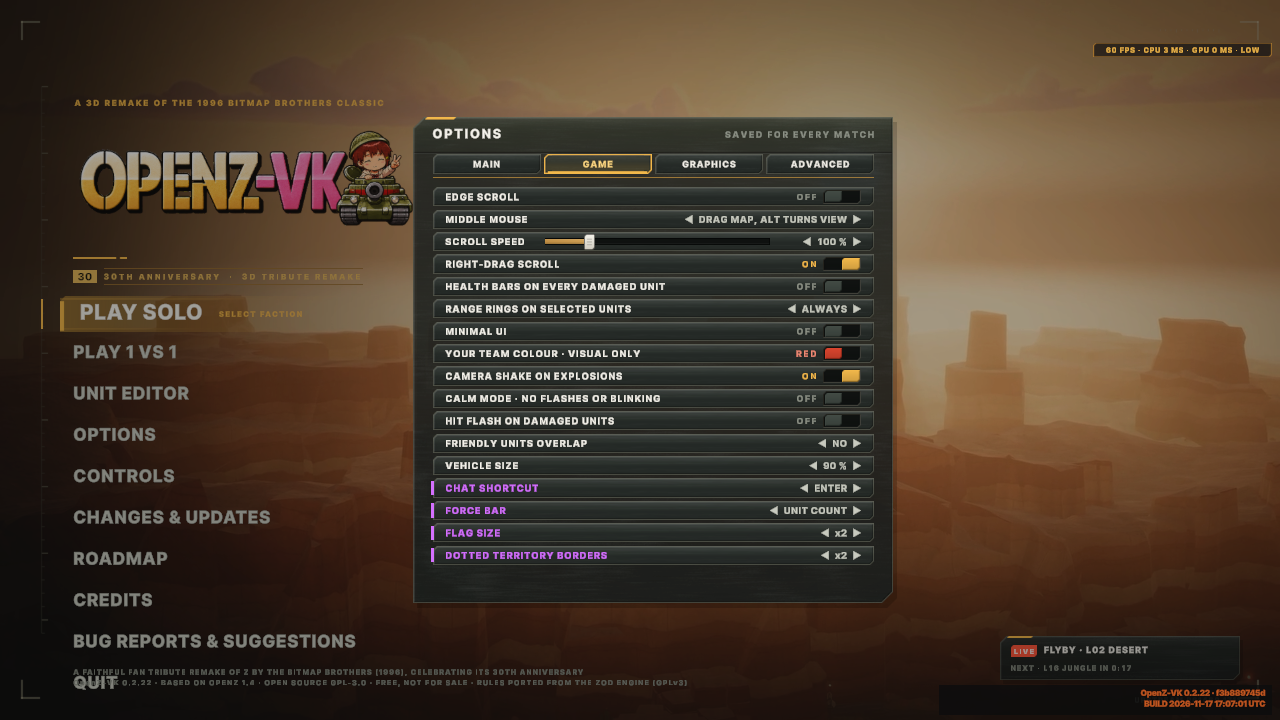 60 FPS · CPU 3 MS · GPU 0 MS · LOW
A 3D REMAKE OF THE 1996 BITMAP BROTHERS CLASSIC
OPENZ-VK
30 30TH ANNIVERSARY · 3D TRIBUTE REMAKE
PLAY SOLO SELECT FACTION
PLAY 1 VS 1
UNIT EDITOR
OPTIONS
CONTROLS
CHANGES & UPDATES
ROADMAP
CREDITS
BUG REPORTS & SUGGESTIONS
QUIT
A FAITHFUL FAN TRIBUTE REMAKE OF Z BY THE BITMAP BROTHERS (1996), CELEBRATING ITS 30TH ANNIVERSARY
0.2.22 · BASED ON OPENZ 1.4 · OPEN SOURCE GPL-3.0 · FREE, NOT FOR SALE · RULES PORTED FROM THE ZOD ENGINE (GPLv3)
OPTIONS SAVED FOR EVERY MATCH
MAIN GAME GRAPHICS ADVANCED
EDGE SCROLL OFF
MIDDLE MOUSE ◀ DRAG MAP, ALT TURNS VIEW ▶
SCROLL SPEED ◀ 100 % ▶
RIGHT-DRAG SCROLL ON
HEALTH BARS ON EVERY DAMAGED UNIT OFF
RANGE RINGS ON SELECTED UNITS ◀ ALWAYS ▶
MINIMAL UI OFF
YOUR TEAM COLOUR · VISUAL ONLY RED
CAMERA SHAKE ON EXPLOSIONS ON
CALM MODE · NO FLASHES OR BLINKING OFF
HIT FLASH ON DAMAGED UNITS OFF
FRIENDLY UNITS OVERLAP ◀ NO ▶
VEHICLE SIZE ◀ 90 % ▶
CHAT SHORTCUT ◀ ENTER ▶
FORCE BAR ◀ UNIT COUNT ▶
FLAG SIZE ◀ x2 ▶
DOTTED TERRITORY BORDERS ◀ x2 ▶
LIVE FLYBY · L02 DESERT
NEXT · L16 JUNGLE IN 0:17
OpenZ-VK 0.2.22 · f3b689745d
BUILD 2026-11-17 17:07:01 UTC